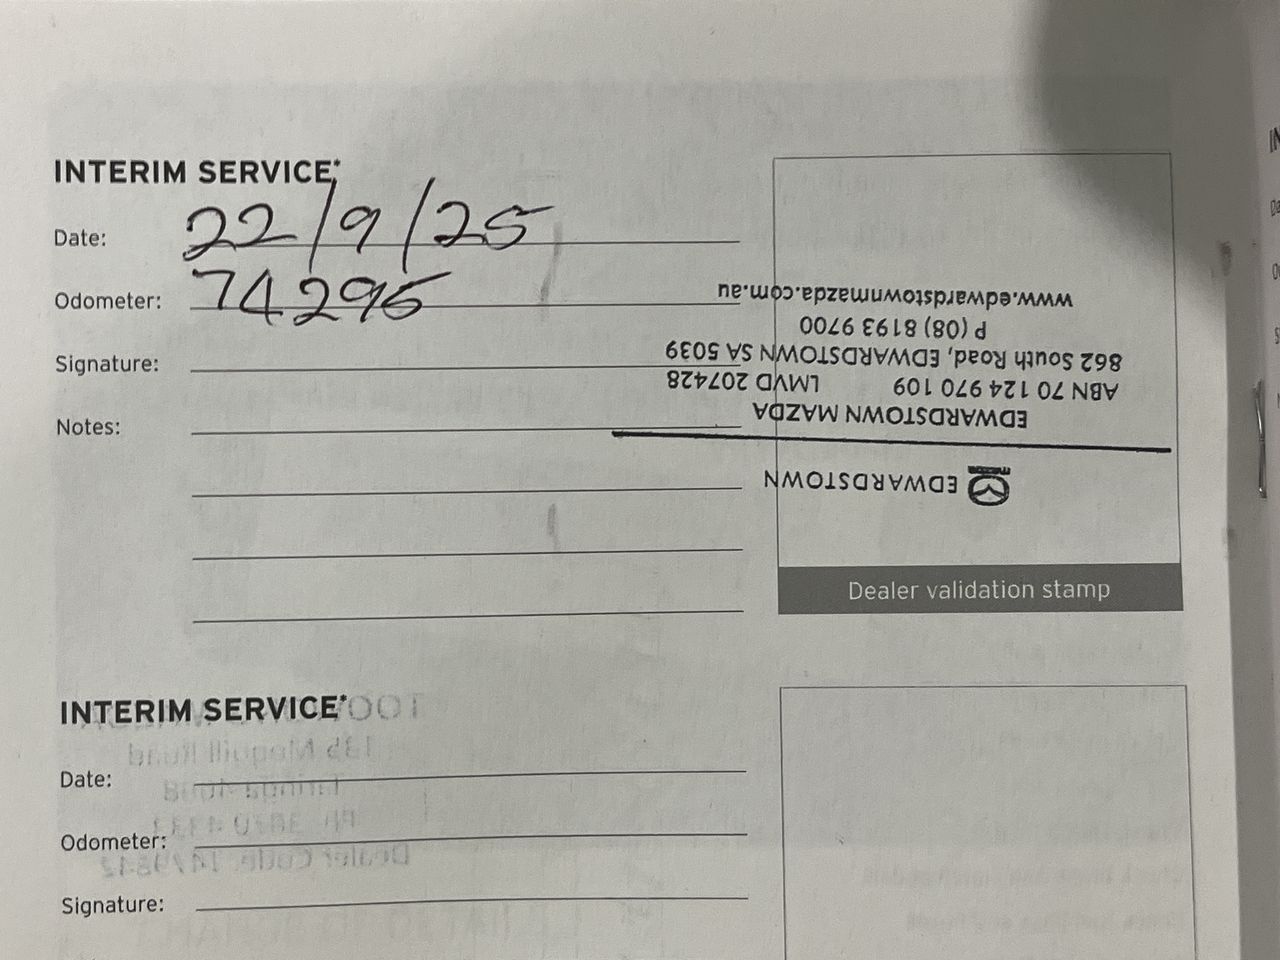 INTERIM SERVICE*
Date: 22/9/25
Odometer: 74295
Signature:
Notes:
EDWARDSTOWN
EDWARDSTOWN MAZDA
ABN 70 124 970 109 LMVD 207428
862 South Road, EDWARDSTOWN SA 5039
P (08) 8193 9700
www.edwardstownmazda.com.au
Dealer validation stamp
INTERIM SERVICE*
Date:
Odometer:
Signature: